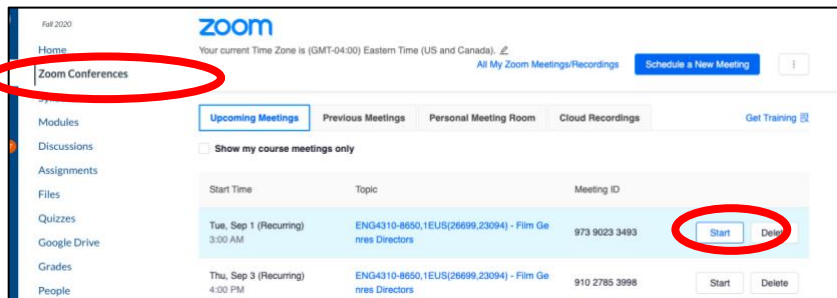 Fall 2020
Home
Zoom Conferences
Modules
Discussions
Assignments
Files
Quizzes
Google Drive
Grades
People
zoom
Your current Time Zone is (GMT-04:00) Eastern Time (US and Canada).
All My Zoom Meetings/Recordings
Schedule a New Meeting
Upcoming Meetings
Previous Meetings
Personal Meeting Room
Cloud Recordings
Get Training
Show my course meetings only
Start Time
Topic
Meeting ID
Tue, Sep 1 (Recurring)
3:00 AM
ENG4310-8650,1EUS(26699,23094) - Film Ge
nres Directors
973 9023 3493
Start
Delete
Thu, Sep 3 (Recurring)
4:00 PM
ENG4310-8650,1EUS(26699,23094) - Film Ge
nres Directors
910 2785 3998
Start
Delete